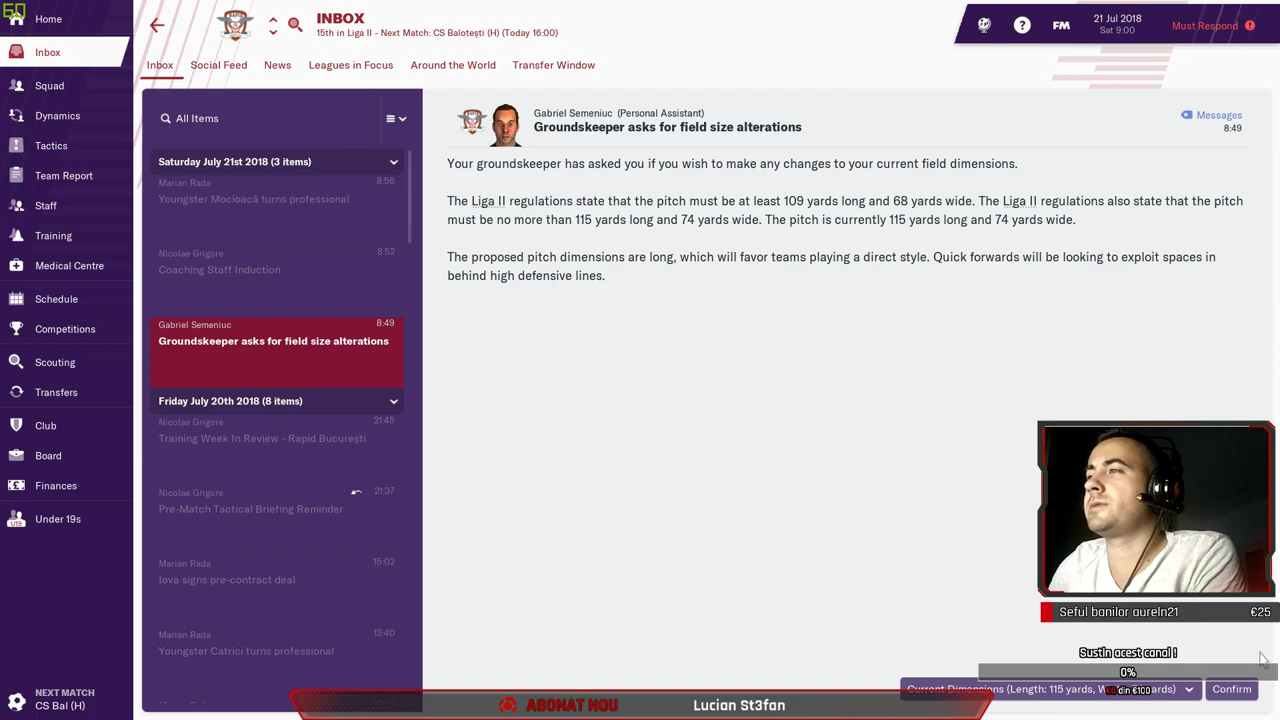 60
Home
Inbox
Squad
Dynamics
Tactics
Team Report
Staff
Training
Medical Centre
Schedule
Competitions
Scouting
Transfers
Club
Board
Finances
U19
Under 19s
NEXT MATCH
CS Bal (H)
INBOX
15th in Liga II - Next Match: CS Balotești (H) (Today 16:00)
?
FM
21 Jul 2018
Sat 9:00
Must Respond
Inbox
Social Feed
News
Leagues in Focus
Around the World
Transfer Window
All Items
Saturday July 21st 2018 (3 items)
Marian Rada
8:56
Youngster Mocioacă turns professional
Nicolae Grigore
8:52
Coaching Staff Induction
Gabriel Semeniuc
8:49
Groundskeeper asks for field size alterations
Friday July 20th 2018 (8 items)
Nicolae Grigore
21:45
Training Week In Review - Rapid București
Nicolae Grigore
21:37
Pre-Match Tactical Briefing Reminder
Marian Rada
15:02
Iova signs pre-contract deal
Marian Rada
13:40
Youngster Catrici turns professional
Gabriel Semeniuc (Personal Assistant)
Groundskeeper asks for field size alterations
Messages
8:49
Your groundskeeper has asked you if you wish to make any changes to your current field dimensions.
The Liga II regulations state that the pitch must be at least 109 yards long and 68 yards wide. The Liga II regulations also state that the pitch
must be no more than 115 yards long and 74 yards wide. The pitch is currently 115 yards long and 74 yards wide.
The proposed pitch dimensions are long, which will favor teams playing a direct style. Quick forwards will be looking to exploit spaces in
behind high defensive lines.
Seful banilor aureln21
€25
Sustin acest canal !
0%
€0 din €100
Current Dimensions (Length: 115 yards, W
Confirm
ABONAT NOU
Lucian St3fan